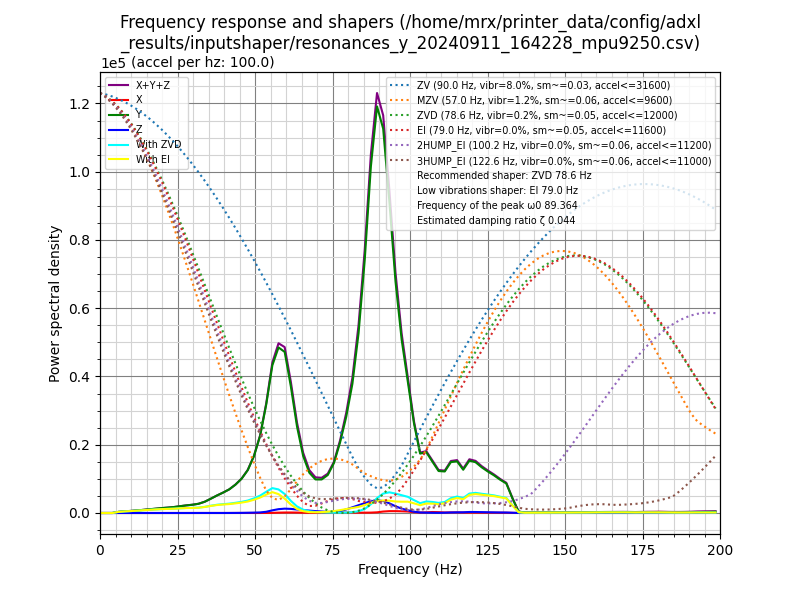 Frequency response and shapers (/home/mrx/printer_data/config/adxl
_results/inputshaper/resonances_y_20240911_164228_mpu9250.csv)
1e5 (accel per hz: 100.0)
X+Y+Z
X
Y
Z
With ZVD
With EI
ZV (90.0 Hz, vibr=8.0%, sm~=0.03, accel<=31600)
MZV (57.0 Hz, vibr=1.2%, sm~=0.06, accel<=9600)
ZVD (78.6 Hz, vibr=0.2%, sm~=0.05, accel<=12000)
EI (79.0 Hz, vibr=0.0%, sm~=0.05, accel<=11600)
2HUMP_EI (100.2 Hz, vibr=0.0%, sm~=0.06, accel<=11200)
3HUMP_EI (122.6 Hz, vibr=0.0%, sm~=0.06, accel<=11000)
Recommended shaper: ZVD 78.6 Hz
Low vibrations shaper: EI 79.0 Hz
Frequency of the peak ω0 89.364
Estimated damping ratio ζ 0.044
Power spectral density
1.2
1.0
0.8
0.6
0.4
0.2
0.0
0 25 50 75 100 125 150 175 200
Frequency (Hz)